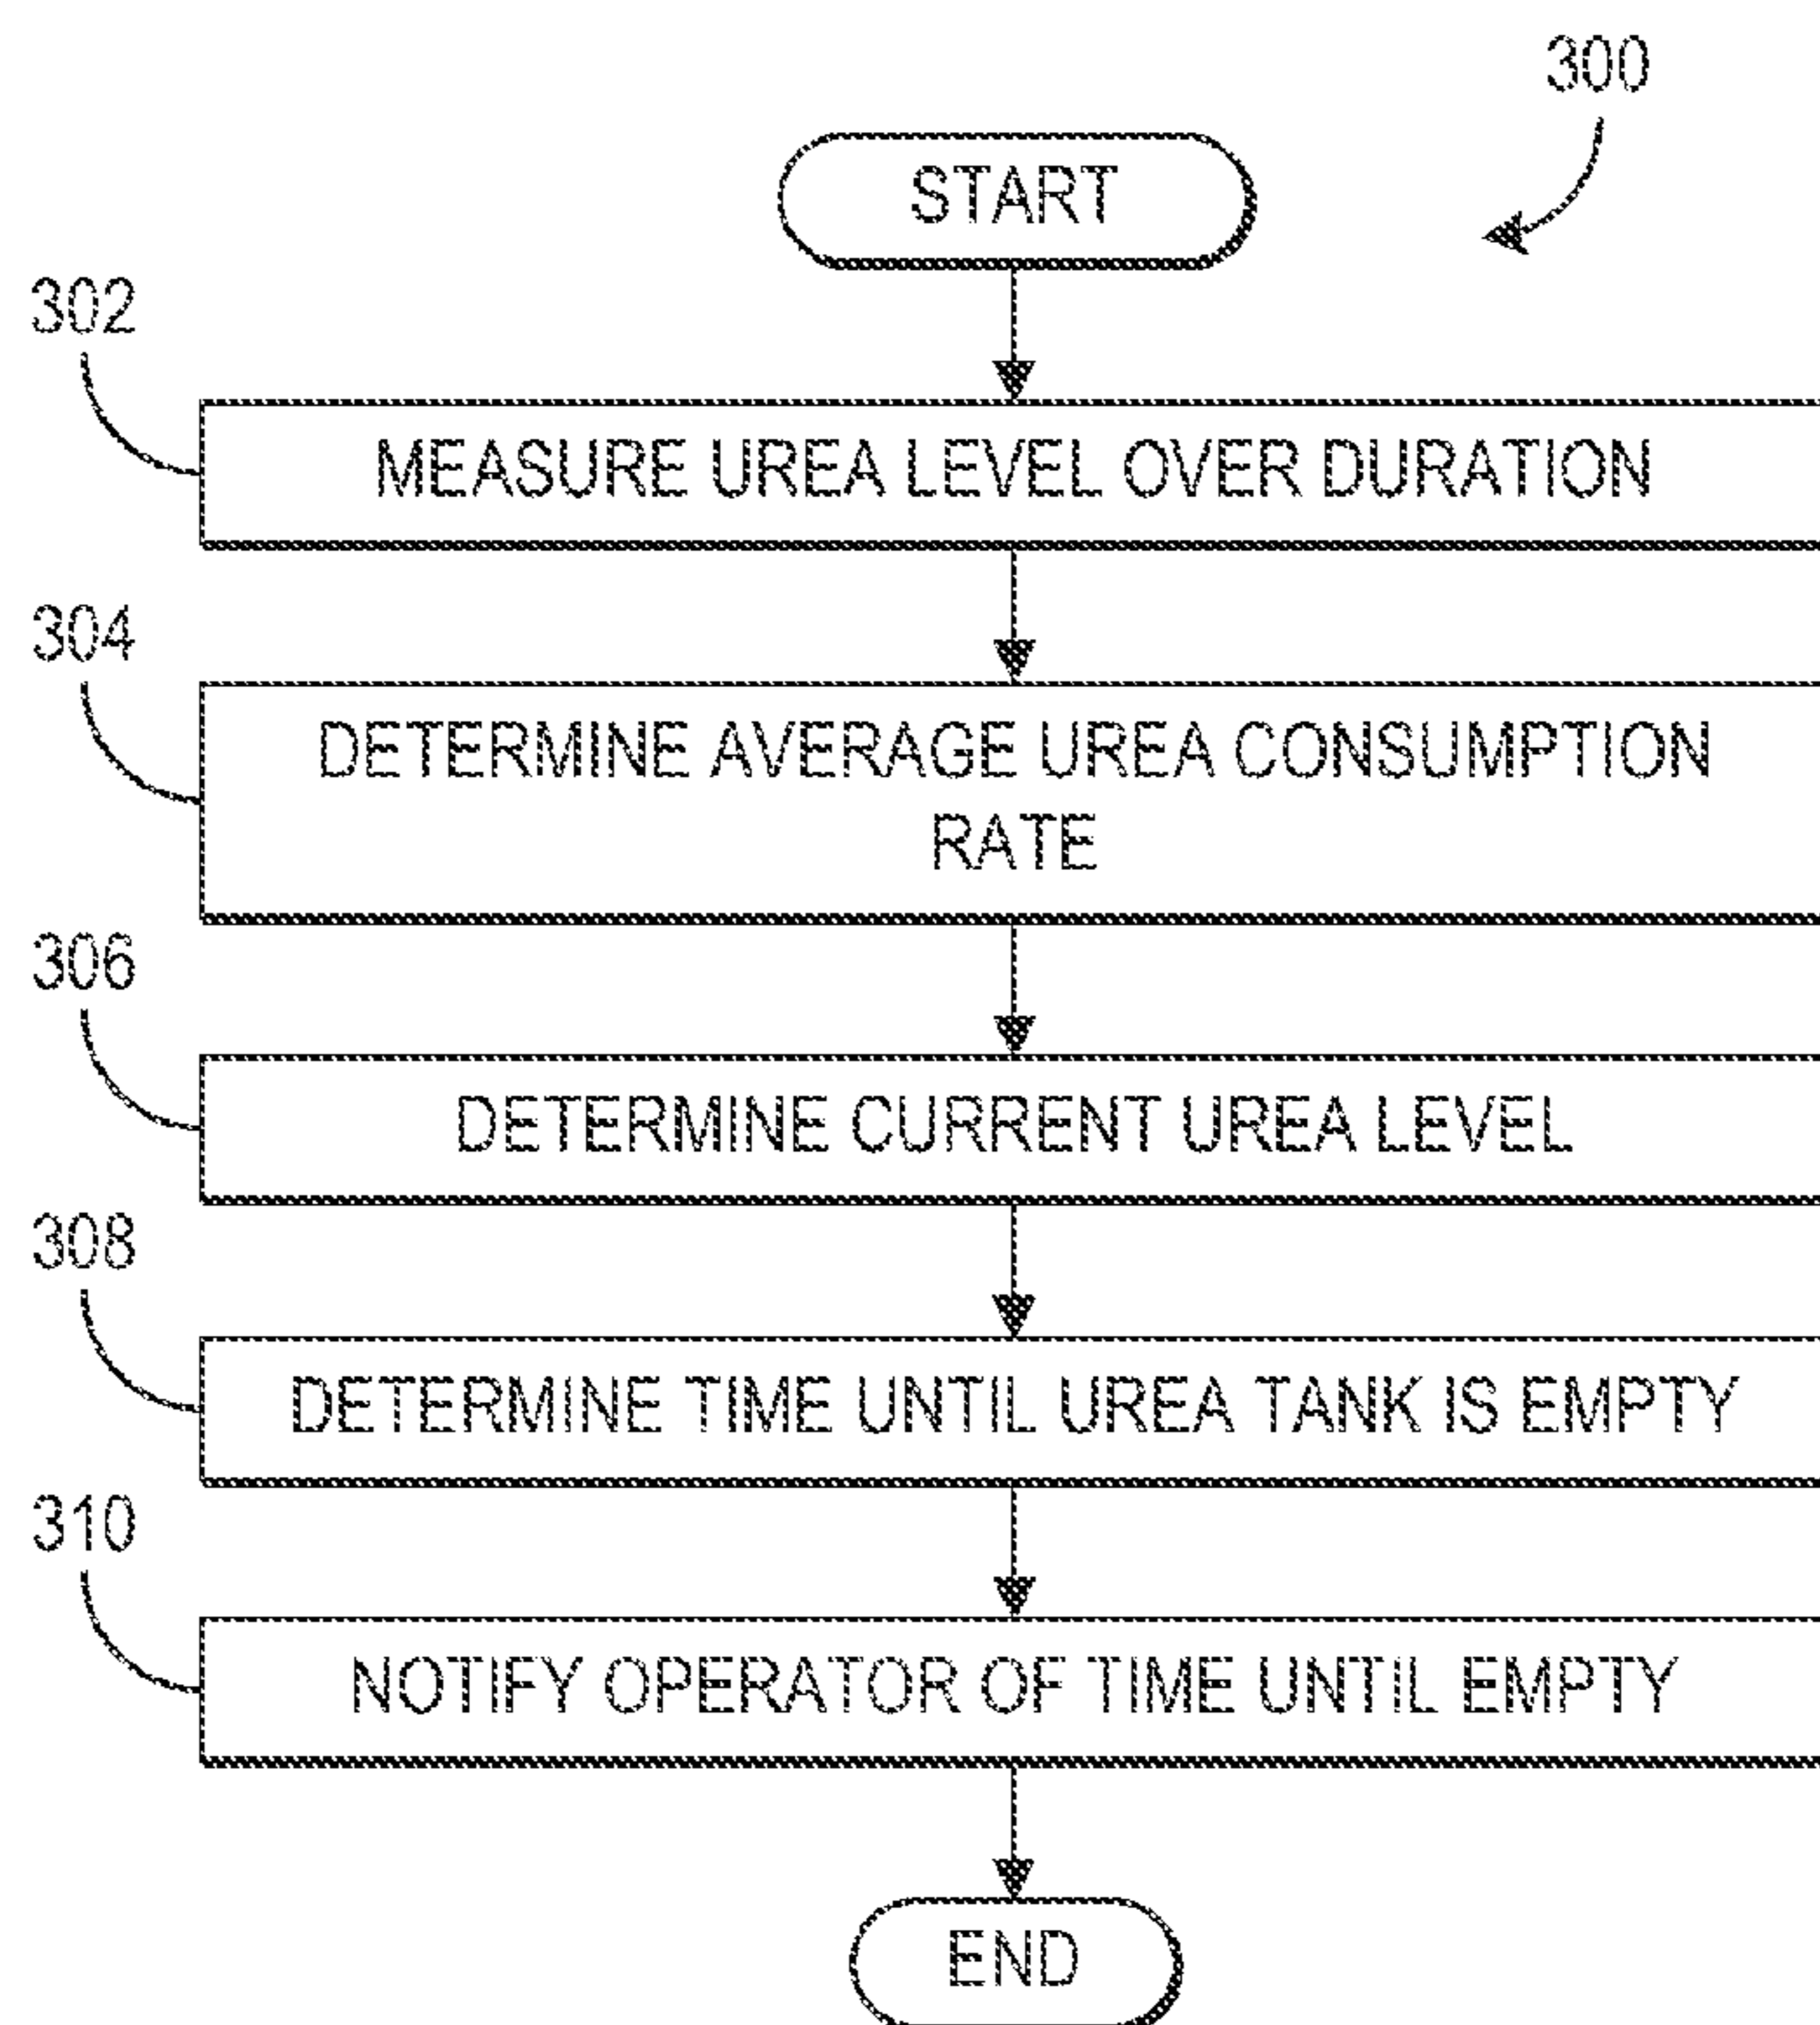 300
START
302
MEASURE UREA LEVEL OVER DURATION
304
DETERMINE AVERAGE UREA CONSUMPTION
RATE
306
DETERMINE CURRENT UREA LEVEL
308
DETERMINE TIME UNTIL UREA TANK IS EMPTY
310
NOTIFY OPERATOR OF TIME UNTIL EMPTY
END